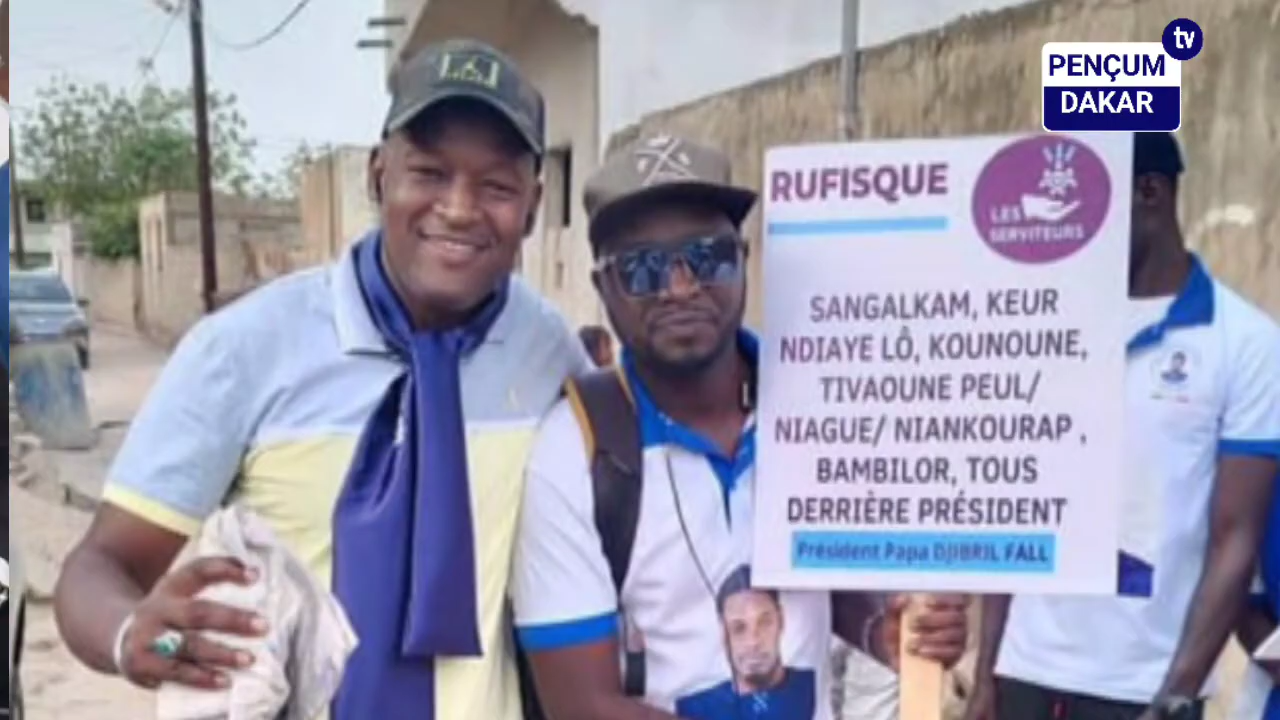 PENÇUM
tv
DAKAR
RUFISQUE
LES
SERVITEURS
SANGALKAM, KEUR
NDIAYE LÔ, KOUNOUNE,
TIVAOUNE PEUL/
NIAGUE/ NIANKOURAP ,
BAMBILOR, TOUS
DERRIÈRE PRÉSIDENT
Président Papa DJIBRIL FALL